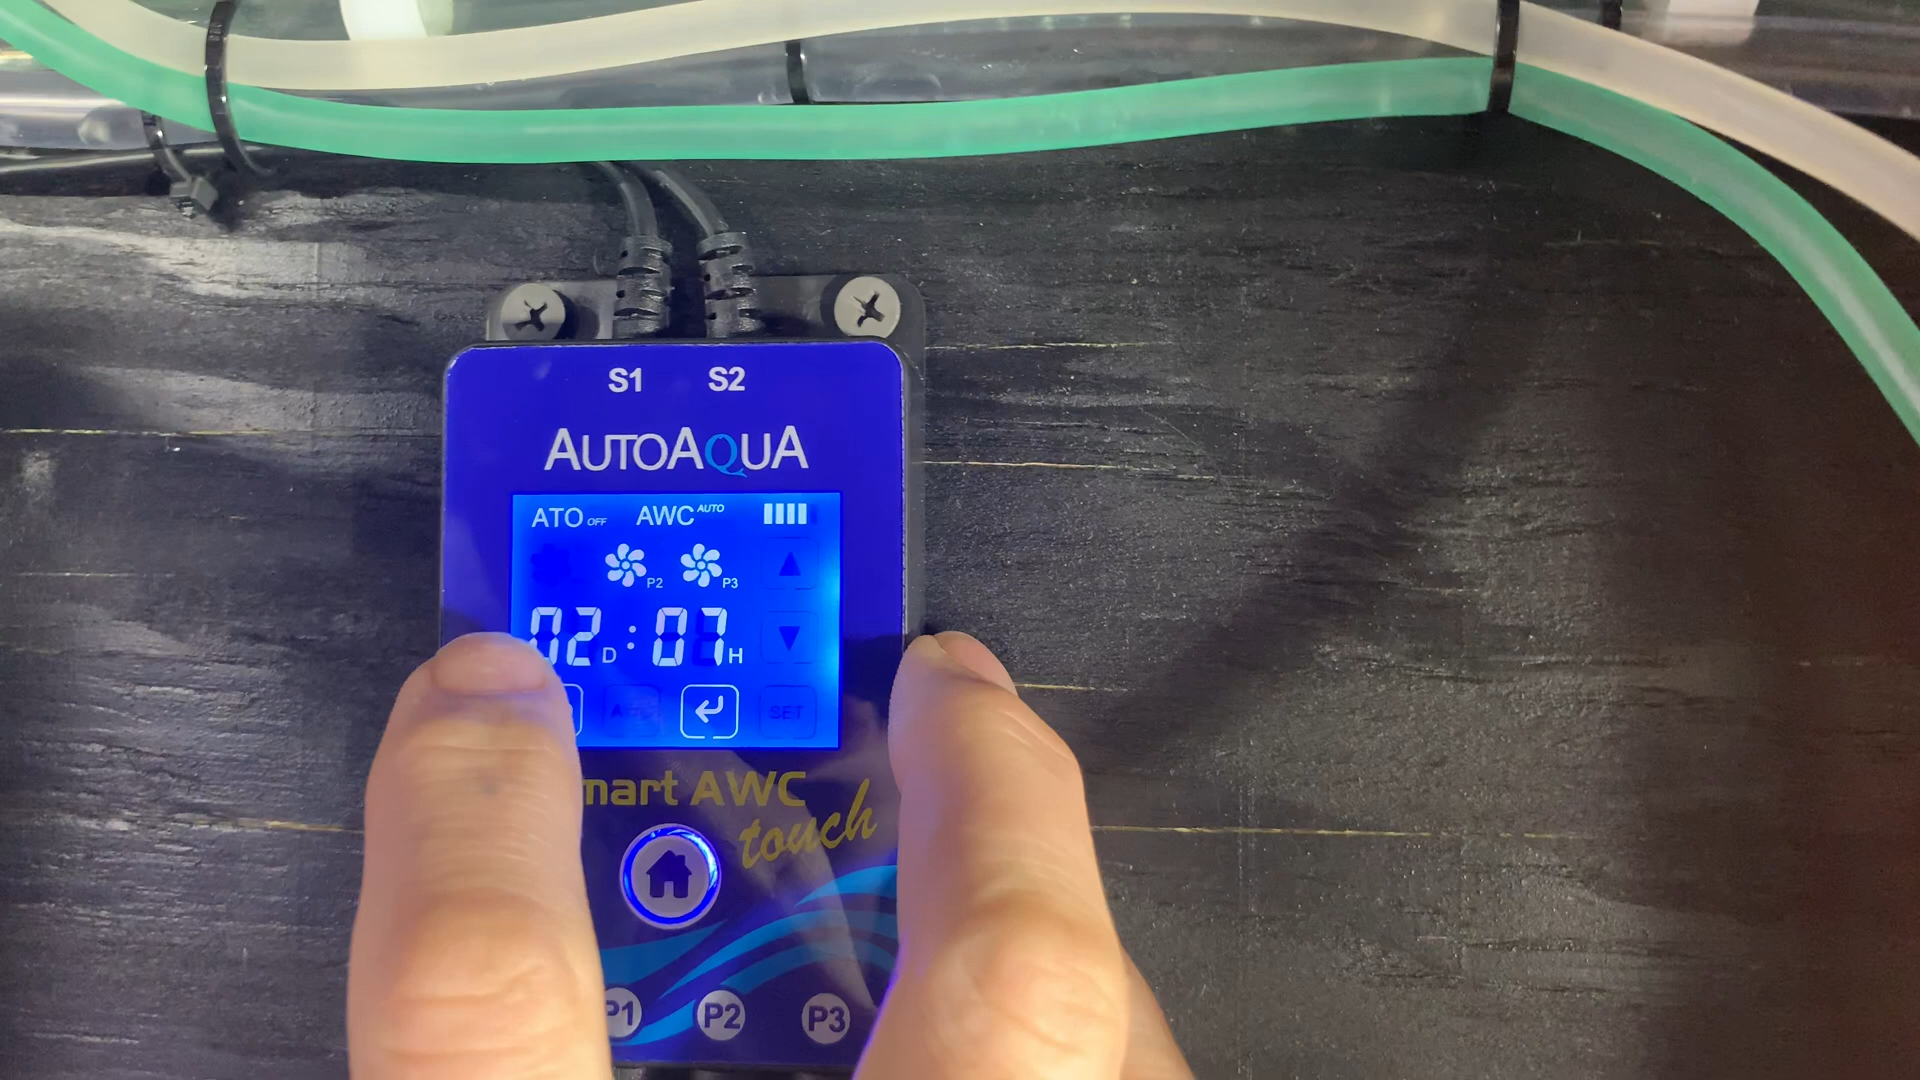 S1 S2
AUTOAQUA
ATO OFF AWC AUTO
P2 P3
02 D : 07 H
SET
mart AWC
touch
P1 P2 P3